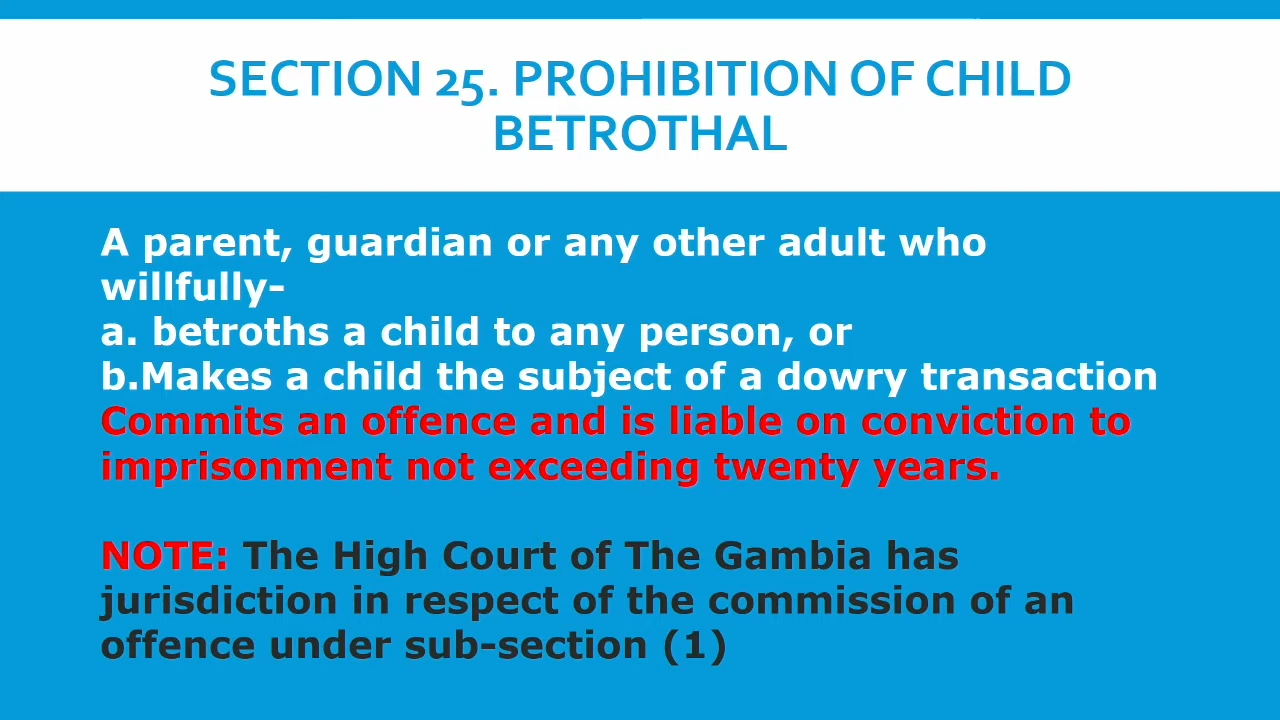 SECTION 25. PROHIBITION OF CHILD
BETROTHAL
A parent, guardian or any other adult who
willfully-
a. betroths a child to any person, or
b.Makes a child the subject of a dowry transaction
Commits an offence and is liable on conviction to
imprisonment not exceeding twenty years.
NOTE: The High Court of The Gambia has
jurisdiction in respect of the commission of an
offence under sub-section (1)